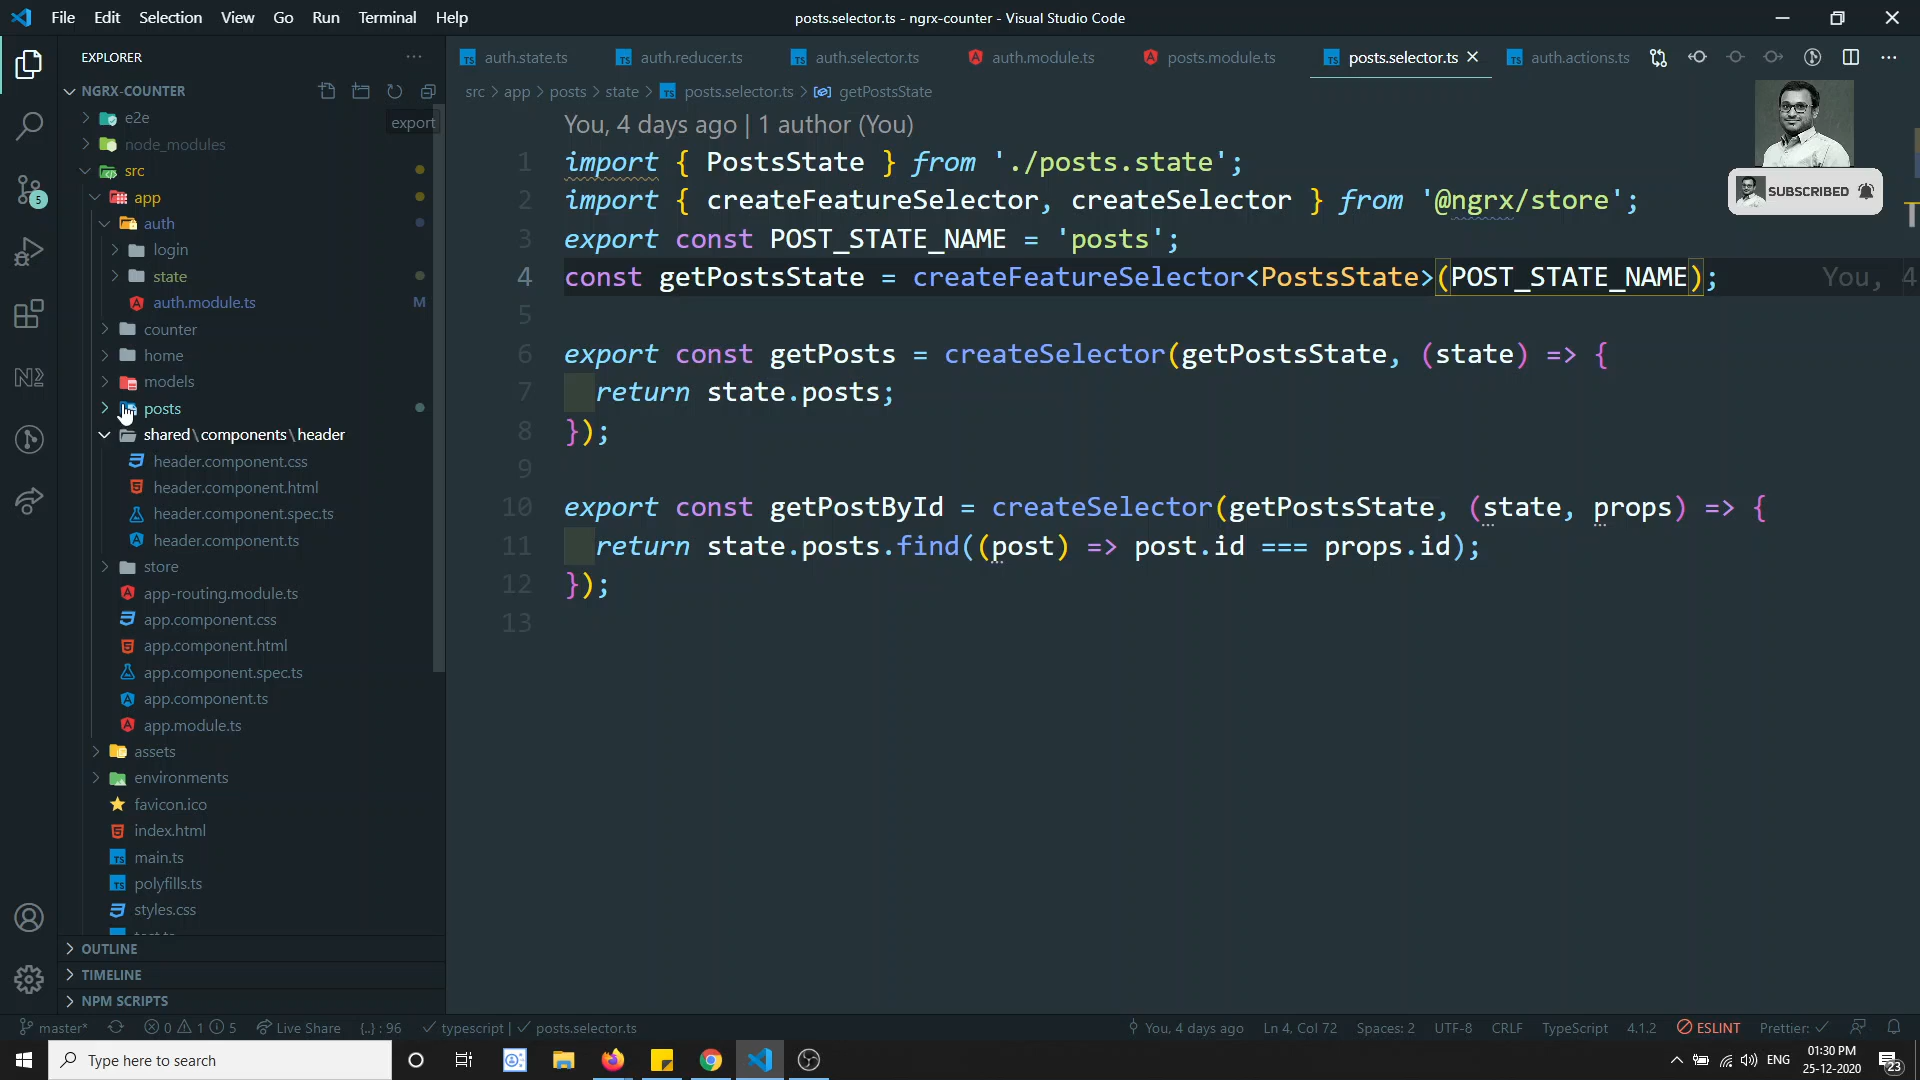 File Edit Selection View Go Run Terminal Help
posts.selector.ts - ngrx-counter - Visual Studio Code
EXPLORER
auth.state.ts auth.reducer.ts auth.selector.ts auth.module.ts posts.module.ts posts.selector.ts auth.actions.ts
NGRX-COUNTER
src > app > posts > state > posts.selector.ts > getPostsState
e2e
export
node_modules
src
app
auth
login
state
auth.module.ts M
counter
home
models
posts
shared\components\header
header.component.css
header.component.html
header.component.spec.ts
header.component.ts
store
app-routing.module.ts
app.component.css
app.component.html
app.component.spec.ts
app.component.ts
app.module.ts
assets
environments
favicon.ico
index.html
main.ts
polyfills.ts
styles.css
OUTLINE
TIMELINE
NPM SCRIPTS
5
You, 4 days ago | 1 author (You)
1 import { PostsState } from './posts.state';
2 import { createFeatureSelector, createSelector } from '@ngrx/store';
3 export const POST_STATE_NAME = 'posts';
4 const getPostsState = createFeatureSelector<PostsState>(POST_STATE_NAME); You, 4
5
6 export const getPosts = createSelector(getPostsState, (state) => {
7 return state.posts;
8 });
9
10 export const getPostById = createSelector(getPostsState, (state, props) => {
11 return state.posts.find((post) => post.id === props.id);
12 });
13
SUBSCRIBED
master* 0 1 5 Live Share {..} : 96 typescript | posts.selector.ts
You, 4 days ago Ln 4, Col 72 Spaces: 2 UTF-8 CRLF TypeScript 4.1.2 ESLINT Prettier:
Type here to search
ENG
01:30 PM
25-12-2020
23